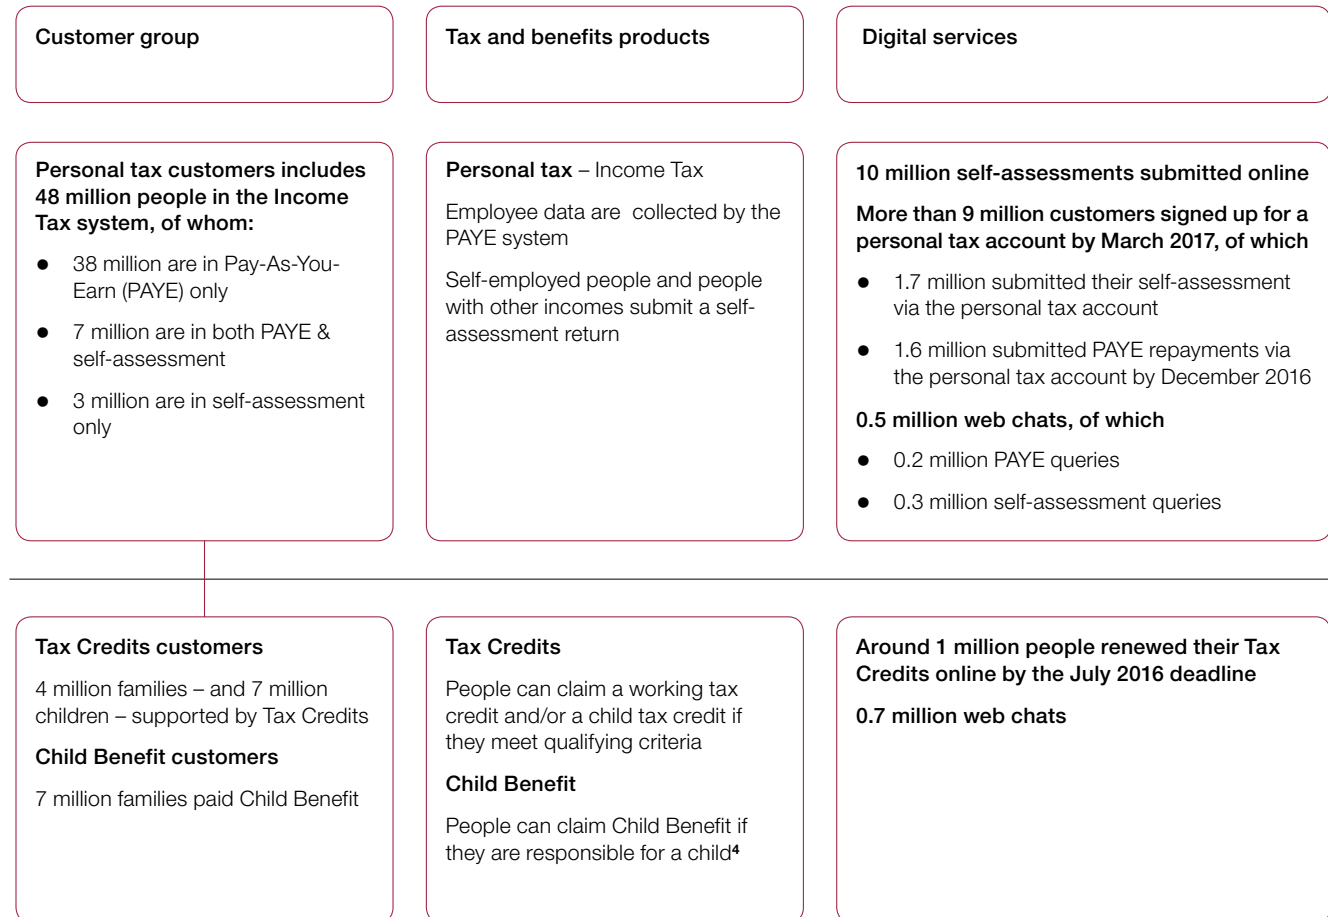 Customer group
Tax and benefits products
Digital services
Personal tax customers includes
48 million people in the Income
Tax system, of whom:
● 38 million are in Pay-As-You-
Earn (PAYE) only
● 7 million are in both PAYE &
self-assessment
● 3 million are in self-assessment
only
Personal tax – Income Tax
Employee data are collected by the
PAYE system
Self-employed people and people
with other incomes submit a self-
assessment return
10 million self-assessments submitted online
More than 9 million customers signed up for a
personal tax account by March 2017, of which
● 1.7 million submitted their self-assessment
via the personal tax account
● 1.6 million submitted PAYE repayments via
the personal tax account by December 2016
0.5 million web chats, of which
● 0.2 million PAYE queries
● 0.3 million self-assessment queries
Tax Credits customers
4 million families – and 7 million
children – supported by Tax Credits
Child Benefit customers
7 million families paid Child Benefit
Tax Credits
People can claim a working tax
credit and/or a child tax credit if
they meet qualifying criteria
Child Benefit
People can claim Child Benefit if
they are responsible for a child⁴
Around 1 million people renewed their Tax
Credits online by the July 2016 deadline
0.7 million web chats